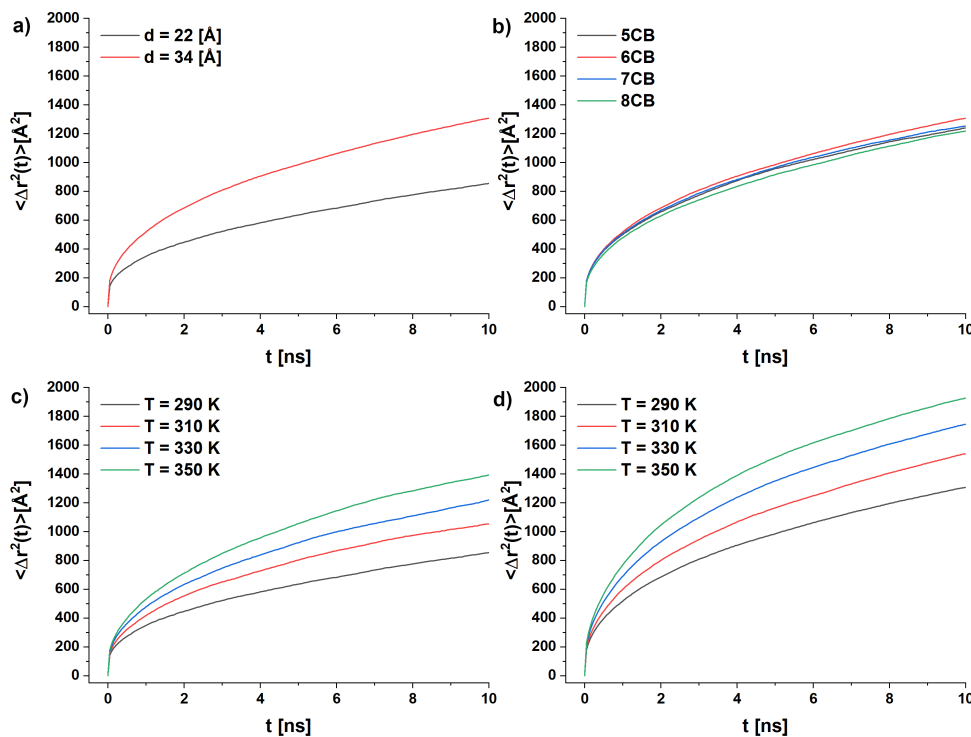 a)
d = 22 [Å]
d = 34 [Å]
<Δr²(t)>[Å²]
2000
1800
1600
1400
1200
1000
800
600
400
200
0
0 2 4 6 8 10
t [ns]
b)
5CB
6CB
7CB
8CB
<Δr²(t)>[Å²]
2000
1800
1600
1400
1200
1000
800
600
400
200
0
0 2 4 6 8 10
t [ns]
c)
T = 290 K
T = 310 K
T = 330 K
T = 350 K
<Δr²(t)>[Å²]
2000
1800
1600
1400
1200
1000
800
600
400
200
0
0 2 4 6 8 10
t [ns]
d)
T = 290 K
T = 310 K
T = 330 K
T = 350 K
<Δr²(t)>[Å²]
2000
1800
1600
1400
1200
1000
800
600
400
200
0
0 2 4 6 8 10
t [ns]